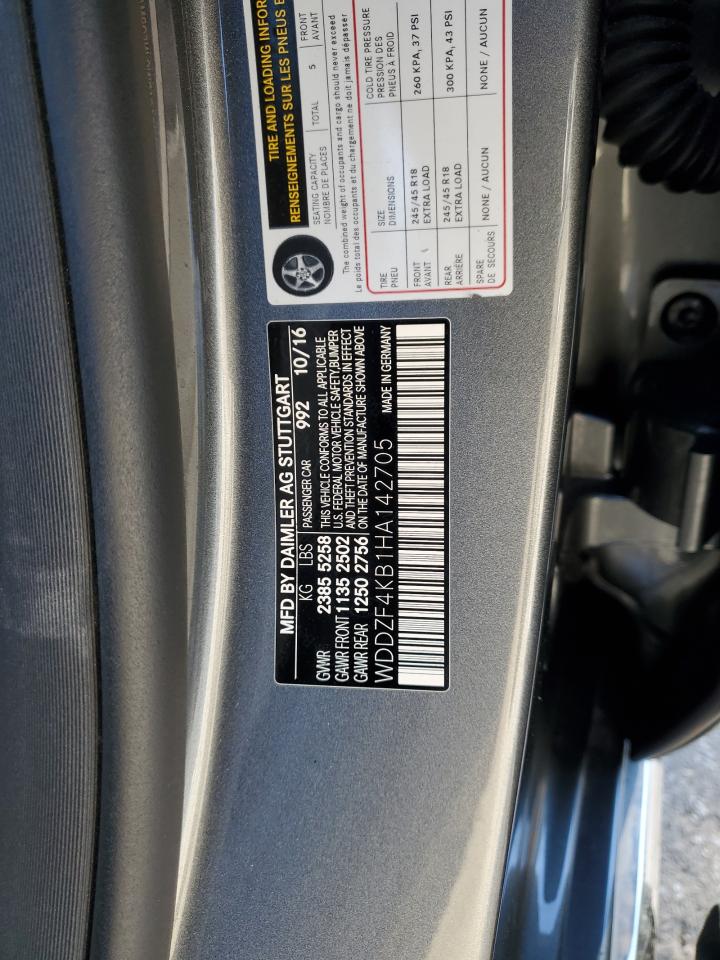 TIRE AND LOADING INFOR
RENSEIGNEMENTS SUR LES PNEUS E
SEATING CAPACITY TOTAL 5 FRONT
NOMBRE DE PLACES AVANT
The combined weight of occupants and cargo should never exceed
Le poids total des occupants et du chargement ne doit jamais dépasser
TIRE SIZE COLD TIRE PRESSURE
PNEU DIMENSIONS PRESSION DES
PNEUS À FROID
FRONT 245/45 R18 260 KPA, 37 PSI
AVANT EXTRA LOAD
REAR 245/45 R18 300 KPA, 43 PSI
ARRIÈRE EXTRA LOAD
SPARE NONE / AUCUN NONE / AUCUN
DE SECOURS
MFD BY DAIMLER AG STUTTGART
KG LBS PASSENGER CAR 992 10/16
GVWR 2385 5258 THIS VEHICLE CONFORMS TO ALL APPLICABLE
U.S. FEDERAL MOTOR VEHICLE SAFETY,BUMPER
GAWR FRONT 1135 2502 AND THEFT PREVENTION STANDARDS IN EFFECT
GAWR REAR 1250 2756 ON THE DATE OF MANUFACTURE SHOWN ABOVE
WDDZF4KB1HA142705 MADE IN GERMANY